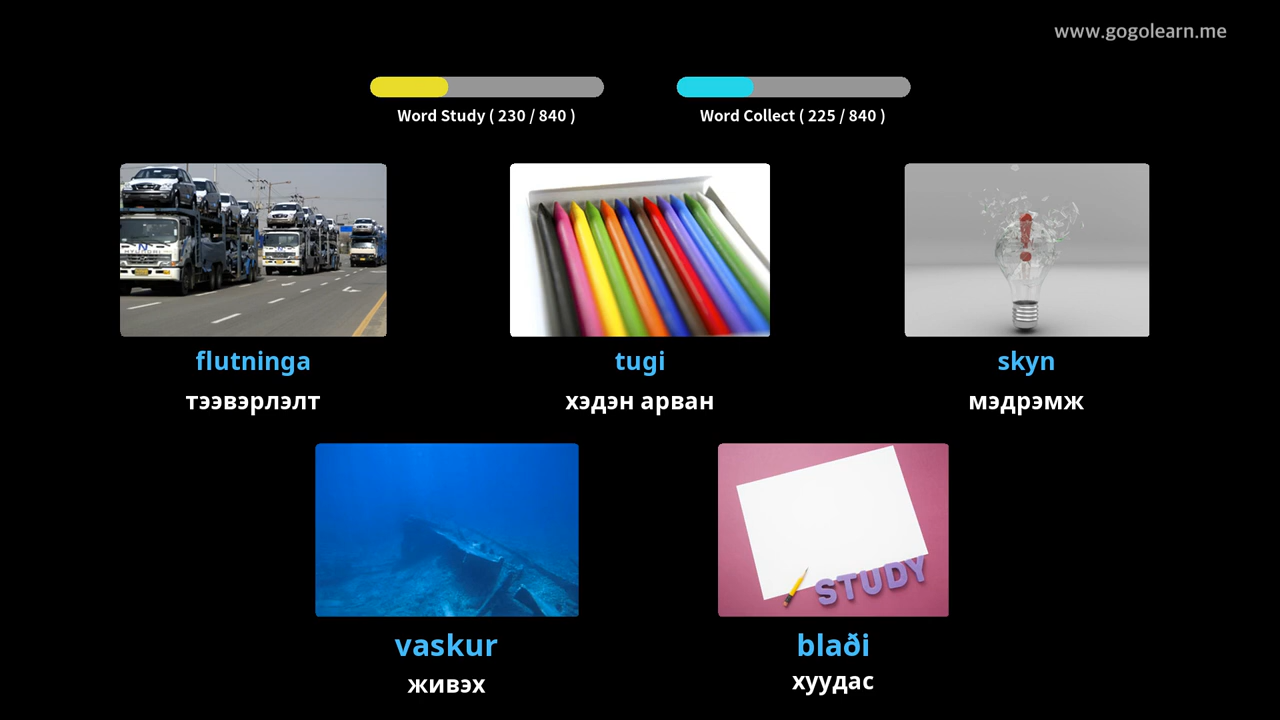 www.gogolearn.me
Word Study ( 230 / 840 )
Word Collect ( 225 / 840 )
flutninga
тээвэрлэлт
tugi
хэдэн арван
skyn
мэдрэмж
STUDY
vaskur
живэх
blaði
хуудас